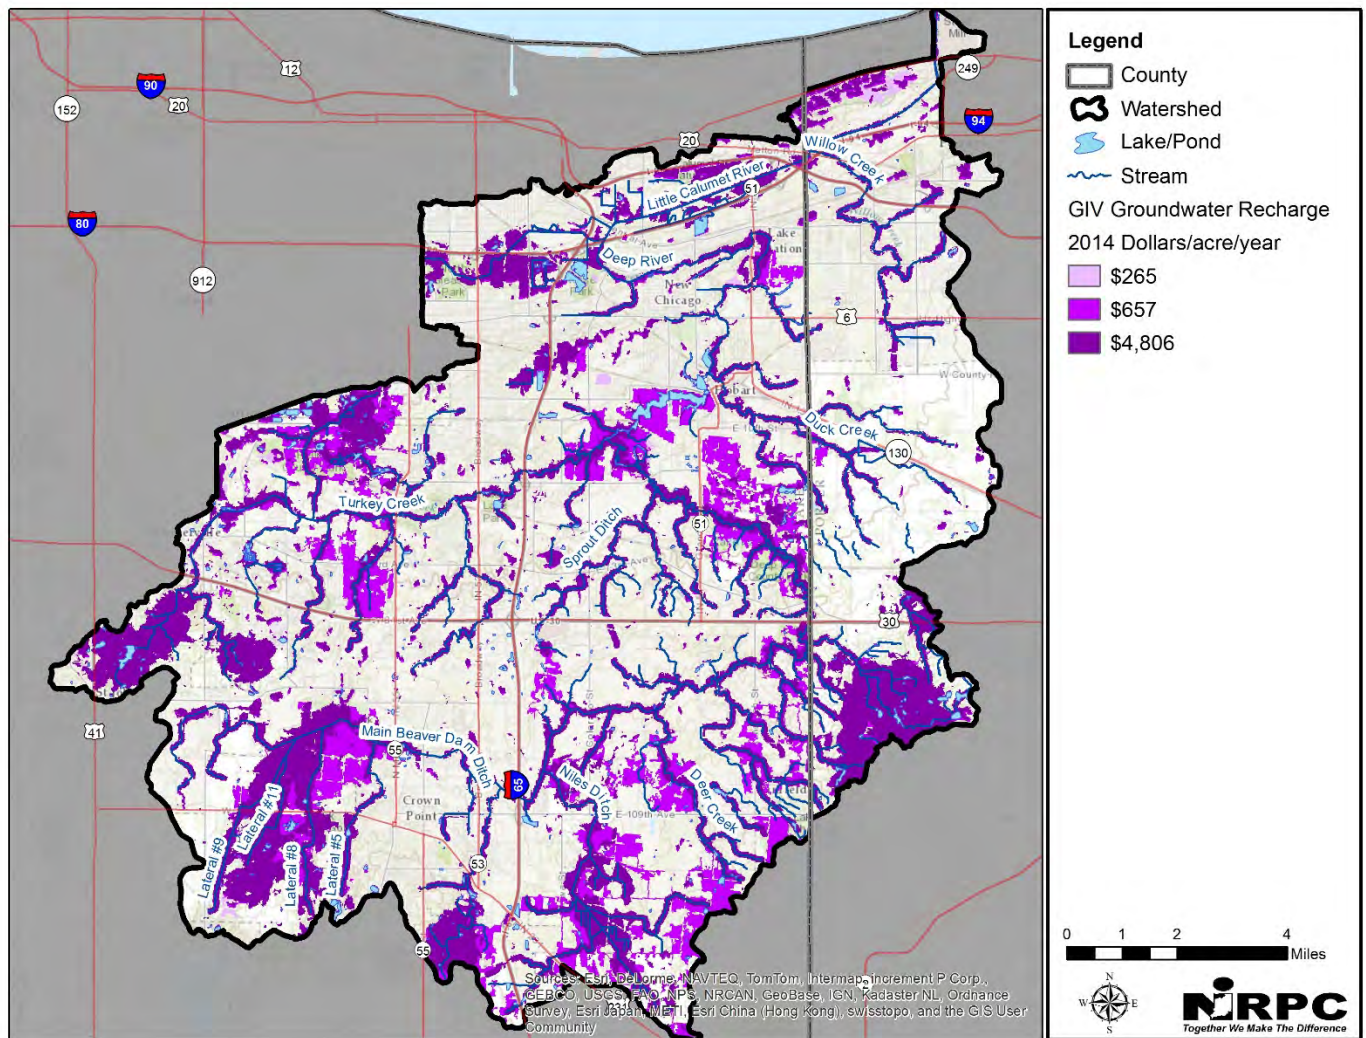 12
90
20
152
249
94
20
Willow Creek
Little Calumet River
51
80
Lake
Deep River
New
Chicago
Park
912
6
Hobart
Duck Creek
130
Turkey Creek
51
Sprout Ditch
30
41
Main Beaver Dam Ditch
55
65
Niles Ditch
Deer Creek
Crown
Point
E 109th Ave
Lateral #11
Lateral #9
Lateral #8
Lateral #5
53
55
Sources: Esri, DeLorme, NAVTEQ, TomTom, Intermap, increment P Corp.,
GEBCO, USGS, FAO, NPS, NRCAN, GeoBase, IGN, Kadaster NL, Ordnance
Survey, Esri Japan, METI, Esri China (Hong Kong), swisstopo, and the GIS User
Community
Legend
County
Watershed
Lake/Pond
Stream
GIV Groundwater Recharge
2014 Dollars/acre/year
$265
$657
$4,806
0 1 2 4
Miles
N
W E
S
NIRPC
Together We Make The Difference